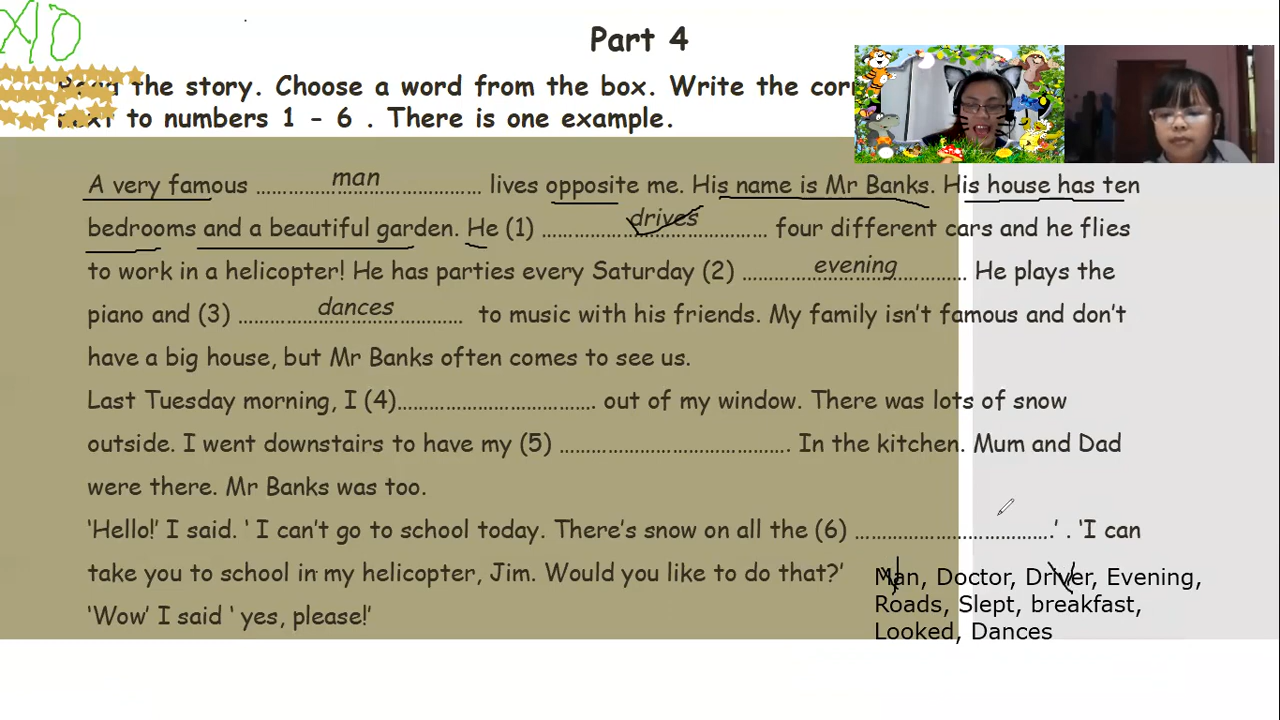 AD
Part 4
Read the story. Choose a word from the box. Write the corr
next to numbers 1 - 6 . There is one example.
A very famous ................ man ................ lives opposite me. His name is Mr Banks. His house has ten
bedrooms and a beautiful garden. He (1) ................ drives ................ four different cars and he flies
to work in a helicopter! He has parties every Saturday (2) ................ evening ................ He plays the
piano and (3) ................ dances ................ to music with his friends. My family isn't famous and don't
have a big house, but Mr Banks often comes to see us.
Last Tuesday morning, I (4)................................ out of my window. There was lots of snow
outside. I went downstairs to have my (5) ................................ In the kitchen. Mum and Dad
were there. Mr Banks was too.
'Hello!' I said. ' I can't go to school today. There's snow on all the (6) ................................' . 'I can
take you to school in my helicopter, Jim. Would you like to do that?'
'Wow' I said ' yes, please!'
Man, Doctor, Driver, Evening,
Roads, Slept, breakfast,
Looked, Dances